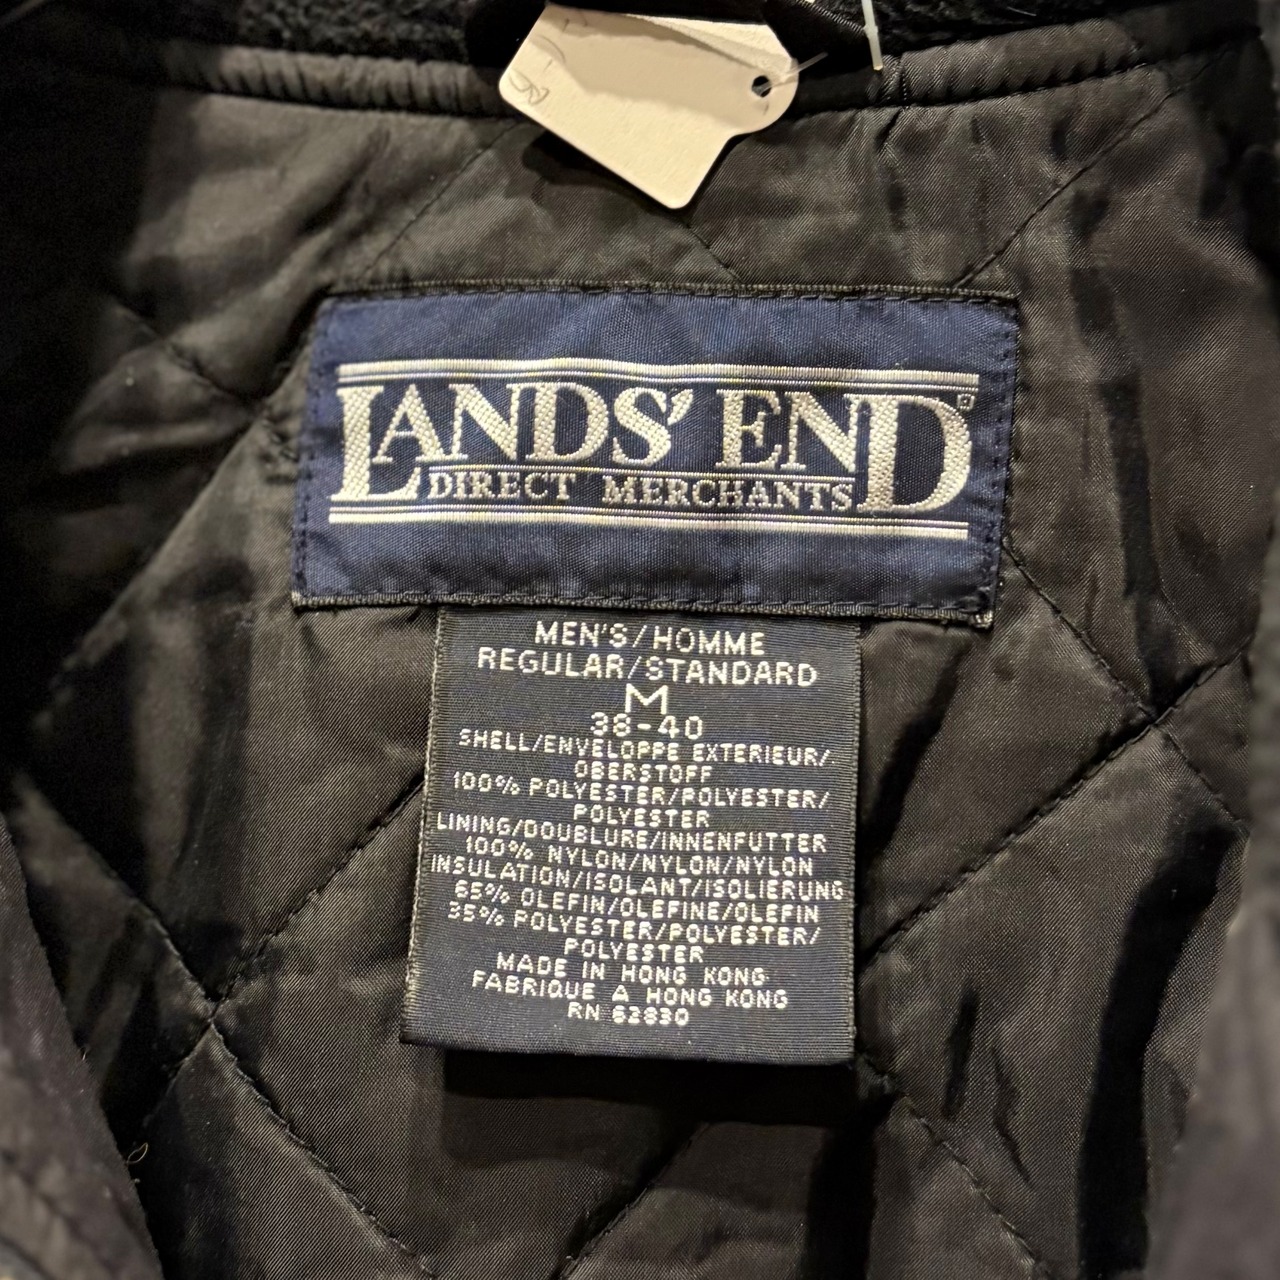 LANDS' END®
DIRECT MERCHANTS
MEN'S/HOMME
REGULAR/STANDARD
M
38-40
SHELL/ENVELOPPE EXTERIEUR/
OBERSTOFF
100% POLYESTER/POLYESTER/
POLYESTER
LINING/DOUBLURE/INNENFUTTER
100% NYLON/NYLON/NYLON
INSULATION/ISOLANT/ISOLIERUNG
65% OLEFIN/OLEFINE/OLEFIN
35% POLYESTER/POLYESTER/
POLYESTER
MADE IN HONG KONG
FABRIQUE A HONG KONG
RN 62830